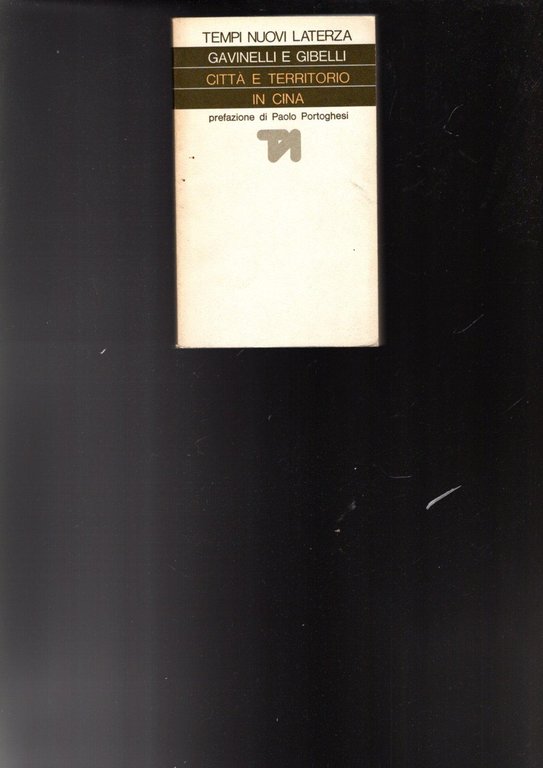 TEMPI NUOVI LATERZA
GAVINELLI E GIBELLI
CITTÀ E TERRITORIO
IN CINA
prefazione di Paolo Portoghesi